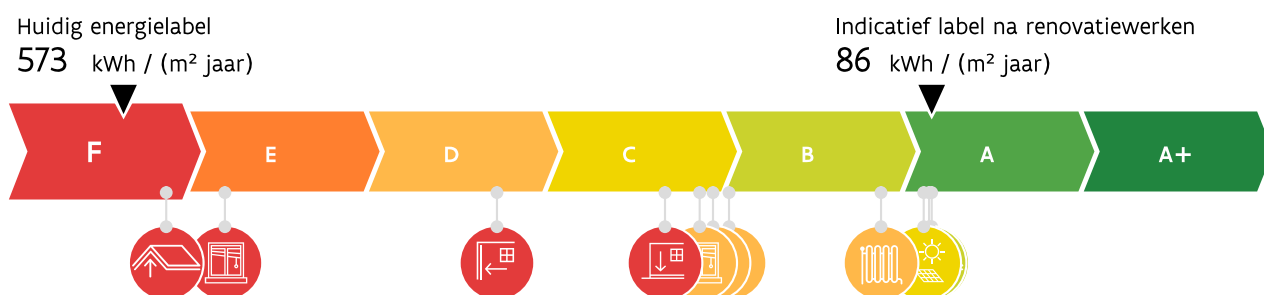 Huidig energielabel
573 kWh / (m² jaar)
Indicatief label na renovatiewerken
86 kWh / (m² jaar)
F
E
D
C
B
A
A+